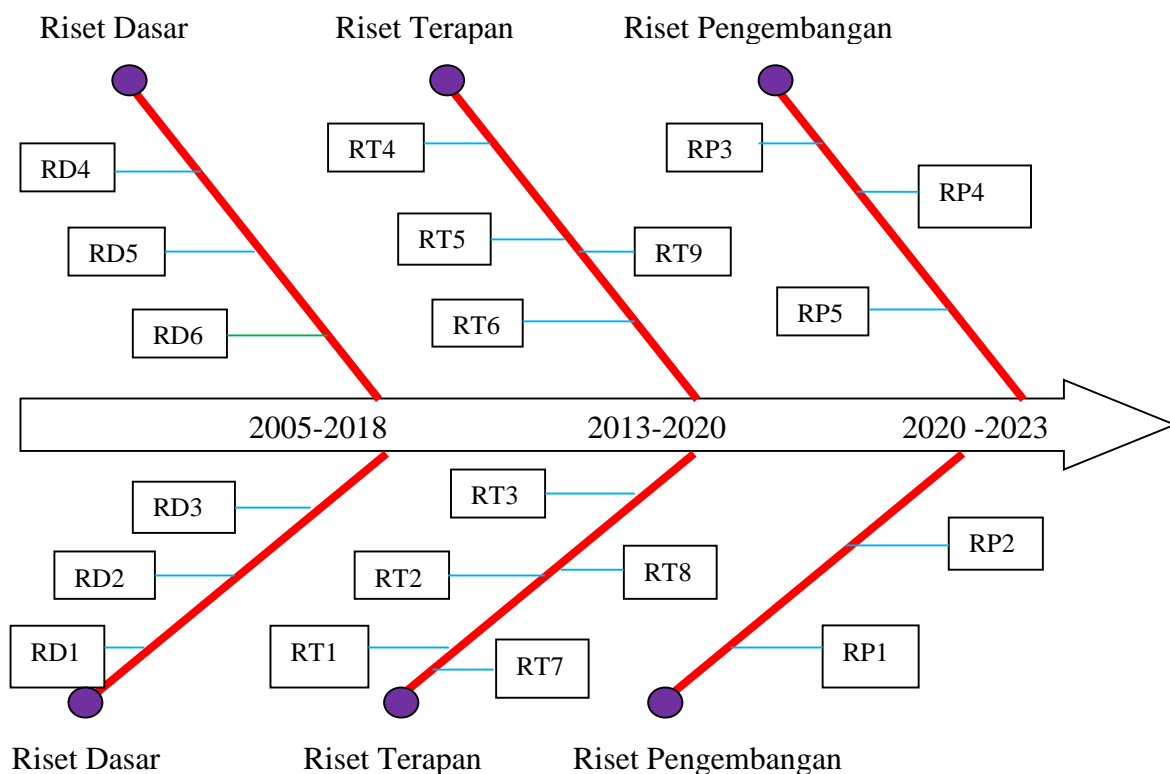 Riset Dasar
Riset Terapan
Riset Pengembangan
RT4
RP3
RD4
RP4
RT5
RD5
RT9
RT6
RP5
RD6
2005-2018
2013-2020
2020 -2023
RT3
RD3
RP2
RD2
RT2
RT8
RD1
RT1
RP1
RT7
Riset Dasar
Riset Terapan
Riset Pengembangan